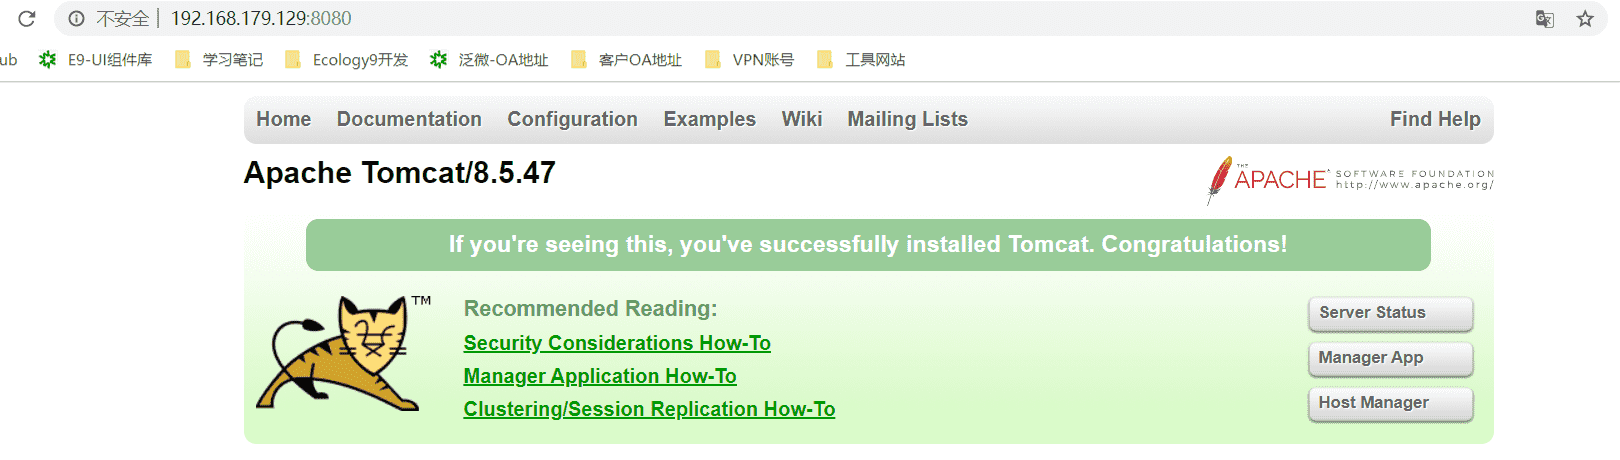 不安全 | 192.168.179.129:8080
ub E9-UI组件库 学习笔记 Ecology9开发 泛微-OA地址 客户OA地址 VPN账号 工具网站
Home Documentation Configuration Examples Wiki Mailing Lists Find Help
Apache Tomcat/8.5.47
THE
APACHE® SOFTWARE FOUNDATION
http://www.apache.org/
If you're seeing this, you've successfully installed Tomcat. Congratulations!
TM
Recommended Reading:
Security Considerations How-To
Manager Application How-To
Clustering/Session Replication How-To
Server Status
Manager App
Host Manager